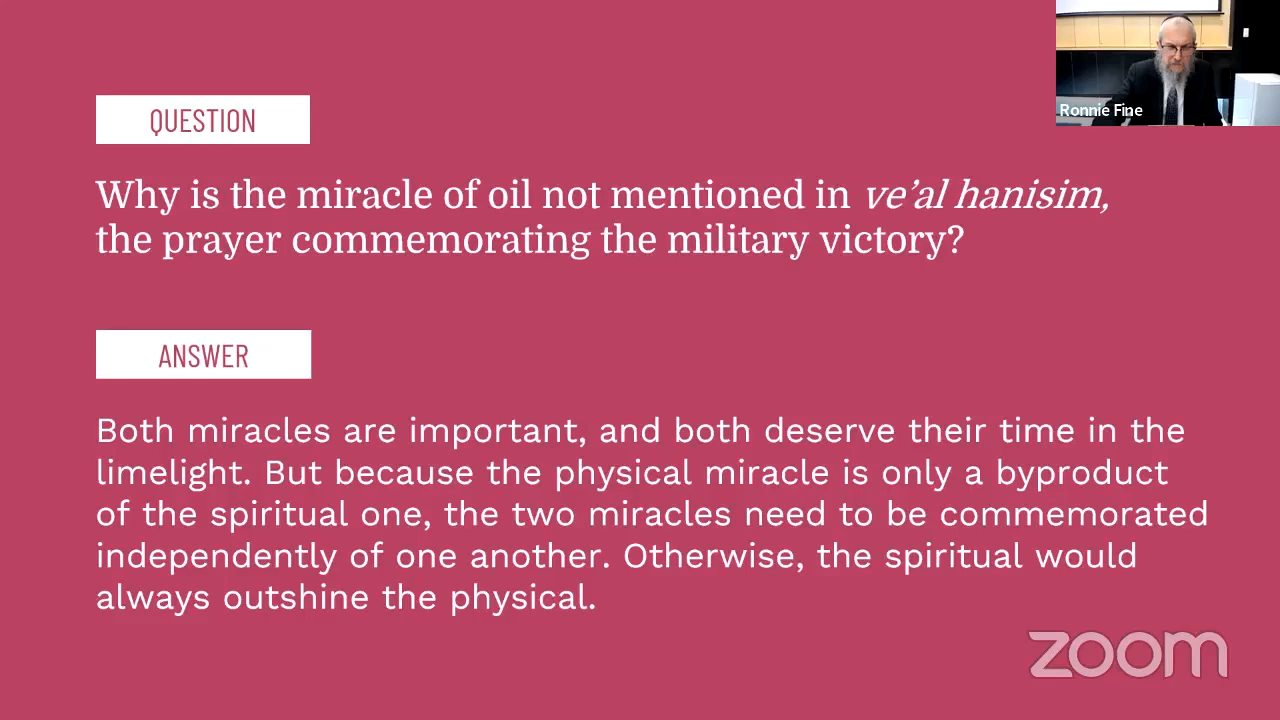 Ronnie Fine
QUESTION
Why is the miracle of oil not mentioned in ve’al hanisim,
the prayer commemorating the military victory?
ANSWER
Both miracles are important, and both deserve their time in the
limelight. But because the physical miracle is only a byproduct
of the spiritual one, the two miracles need to be commemorated
independently of one another. Otherwise, the spiritual would
always outshine the physical.
zoom